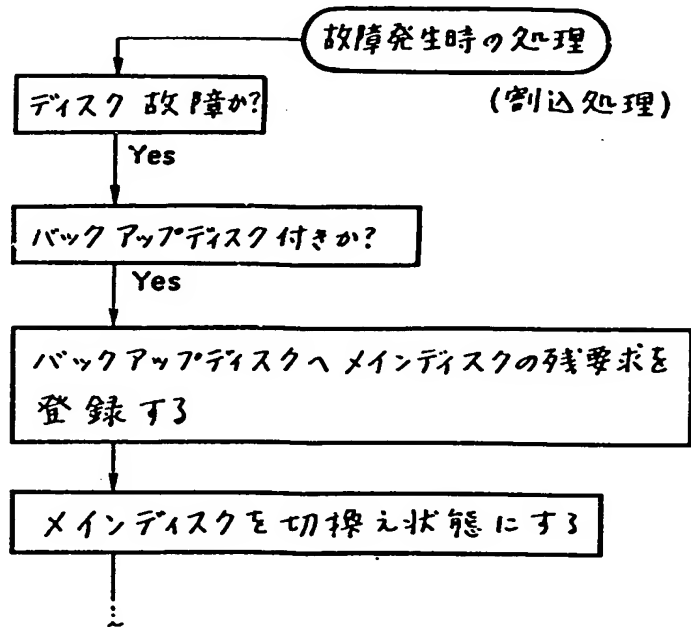 故障発生時の処理
(割込処理)
ディスク故障か?
Yes
バックアップディスク付きか?
Yes
バックアップディスクへメインディスクの残要求を
登録する
メインディスクを切換え状態にする